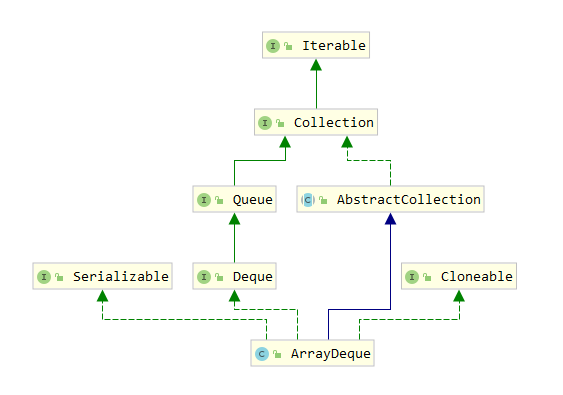 I Iterable
I Collection
I Queue
C AbstractCollection
I Serializable
I Deque
I Cloneable
C ArrayDeque